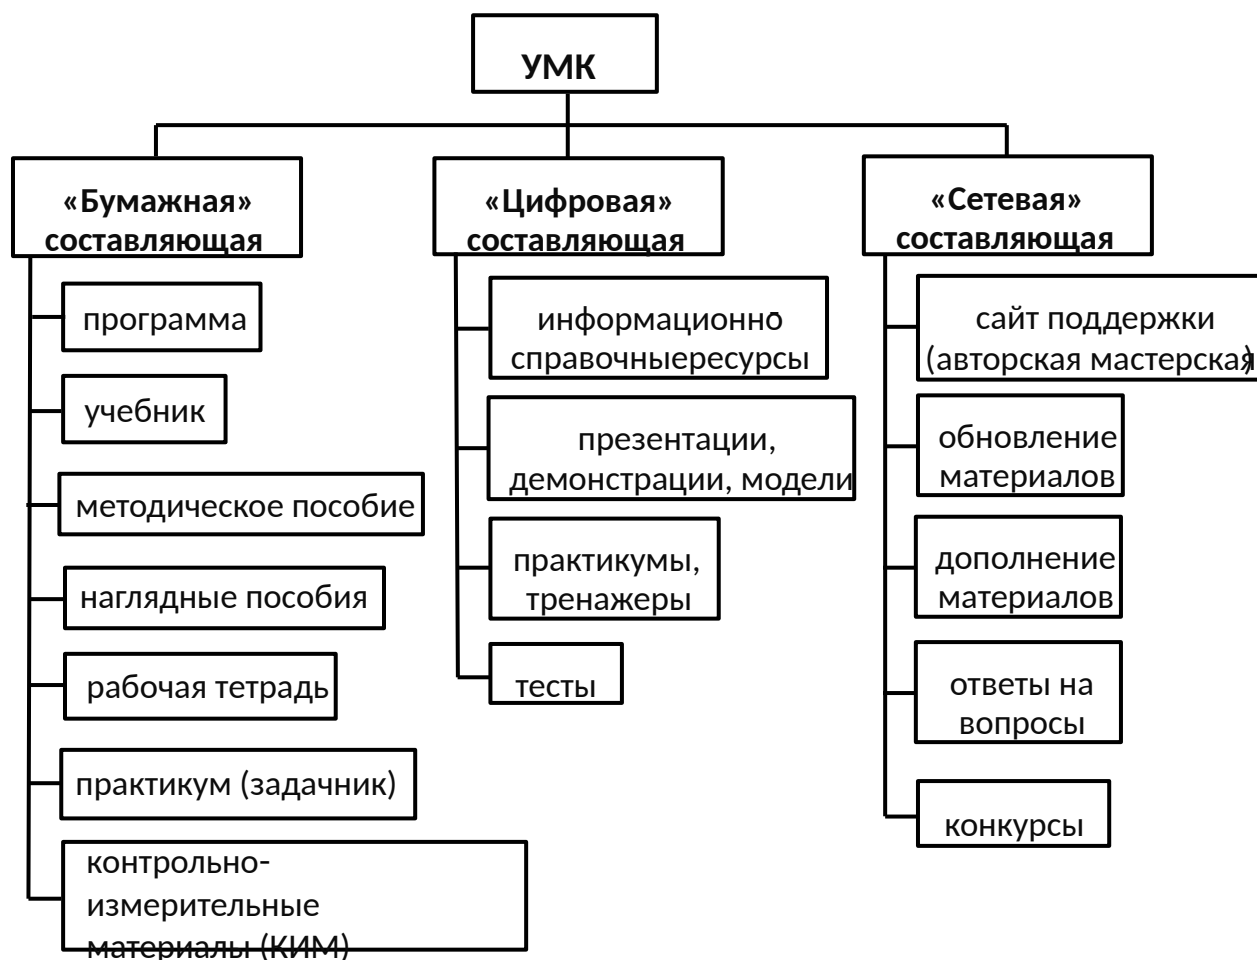 УМК
«Бумажная»
составляющая
программа
учебник
методическое пособие
наглядные пособия
рабочая тетрадь
практикум (задачник)
контрольно-
измерительные
материалы (КИМ)
«Цифровая»
составляющая
информационно-
справочныересурсы
презентации,
демонстрации, модели
практикумы,
тренажеры
тесты
«Сетевая»
составляющая
сайт поддержки
(авторская мастерская)
обновление
материалов
дополнение
материалов
ответы на
вопросы
конкурсы